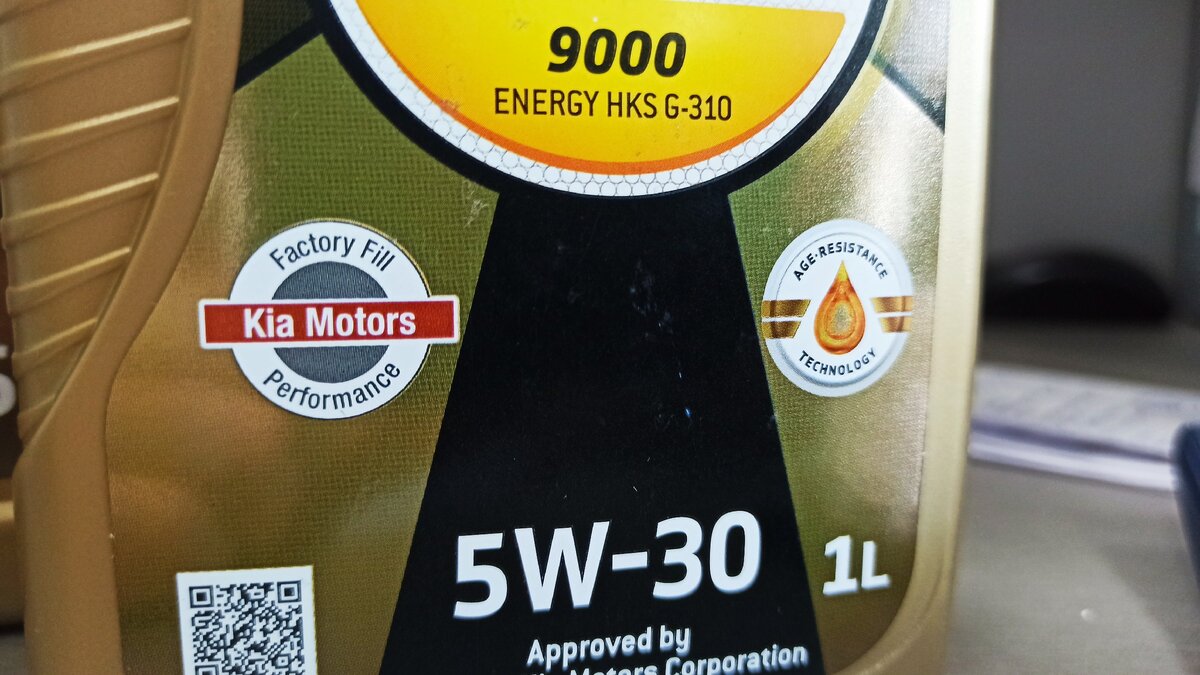 9000
ENERGY HKS G-310
Factory Fill
Kia Motors
Performance
AGE-RESISTANCE
TECHNOLOGY
5W-30
1L
Approved by
Motors Corporation